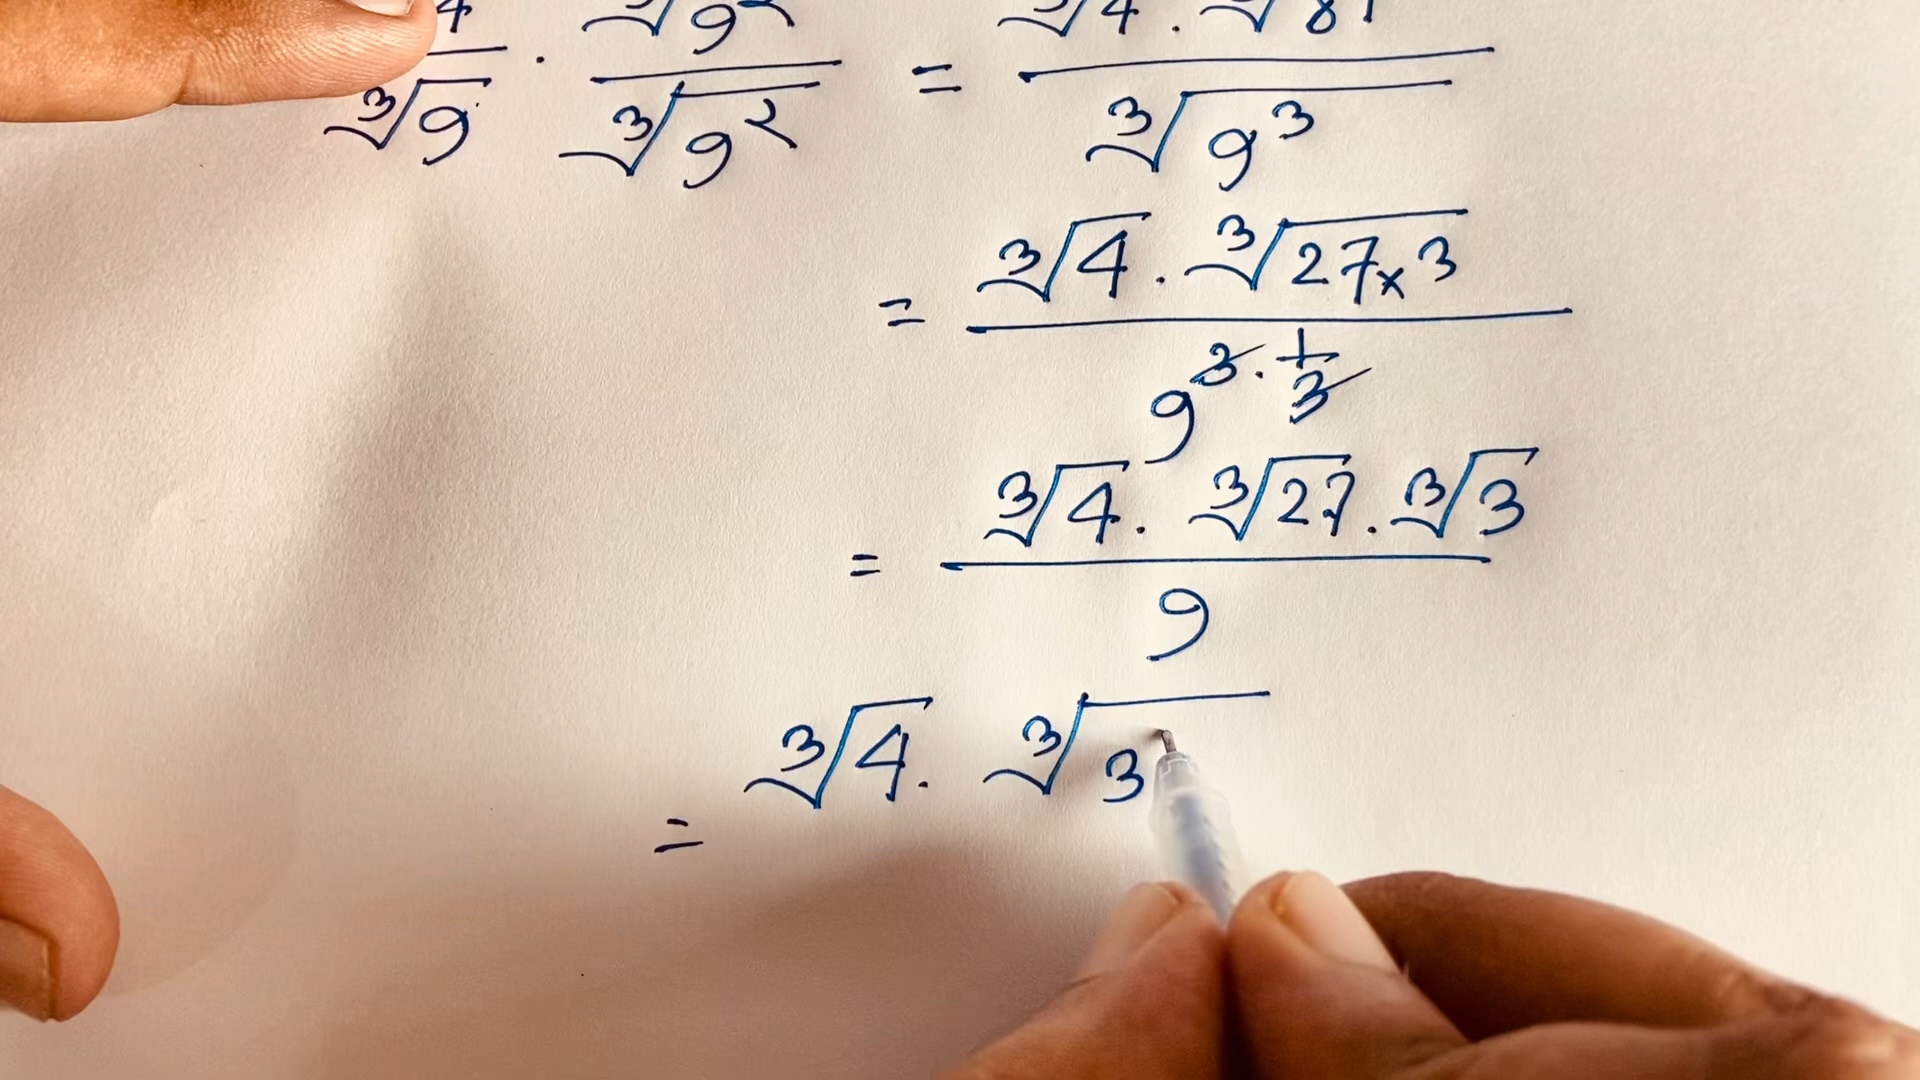 4/∛9 · ∛9²/∛9² = ∛4 · ∛81/∛9³
= ∛4 · ∛27×3/9^(3·1/3)
= ∛4 · ∛27 · ∛3/9
= ∛4 · ∛3